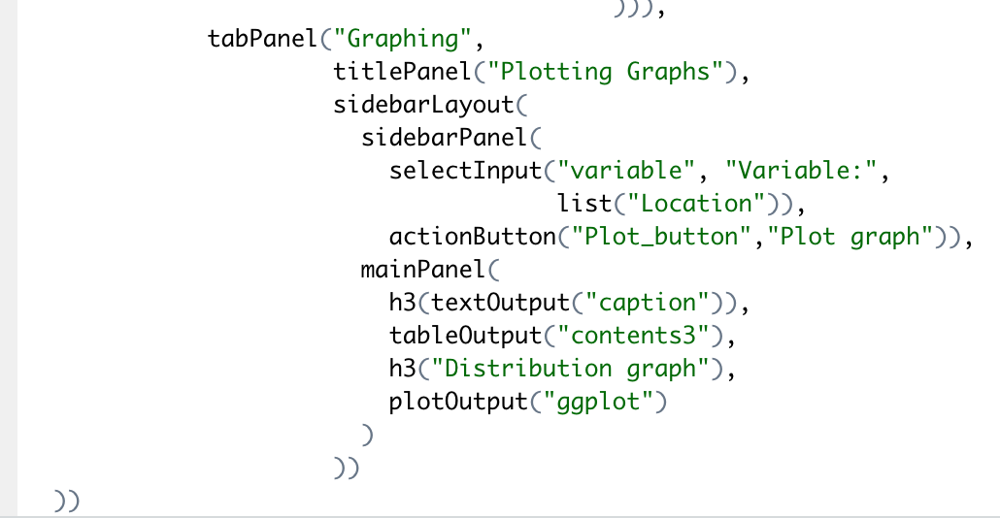 ))),
tabPanel("Graphing",
titlePanel("Plotting Graphs"),
sidebarLayout(
sidebarPanel(
selectInput("variable", "Variable:",
list("Location")),
actionButton("Plot_button","Plot graph")),
mainPanel(
h3(textOutput("caption")),
tableOutput("contents3"),
h3("Distribution graph"),
plotOutput("ggplot")
)
))
))